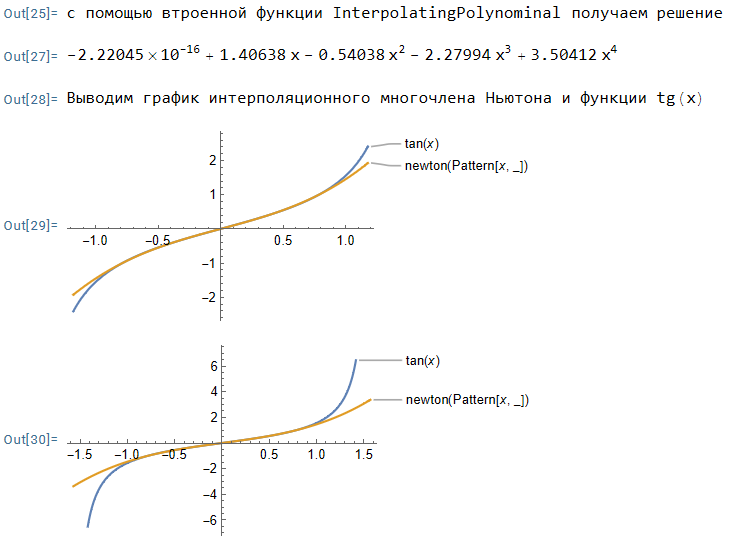 Out[25]= с помощью втроенной функции InterpolatingPolynominal получаем решение
Out[27]= −2.22045×10⁻¹⁶ + 1.40638 x − 0.54038 x² − 2.27994 x³ + 3.50412 x⁴
Out[28]= Выводим график интерполяционного многочлена Ньютона и функции tg(x)
Out[29]=
tan(x)
newton(Pattern[x, _])
2
1
−1.0 −0.5 0.5 1.0
−1
−2
Out[30]=
tan(x)
newton(Pattern[x, _])
6
4
2
−1.5 −1.0 −0.5 0.5 1.0 1.5
−2
−4
−6